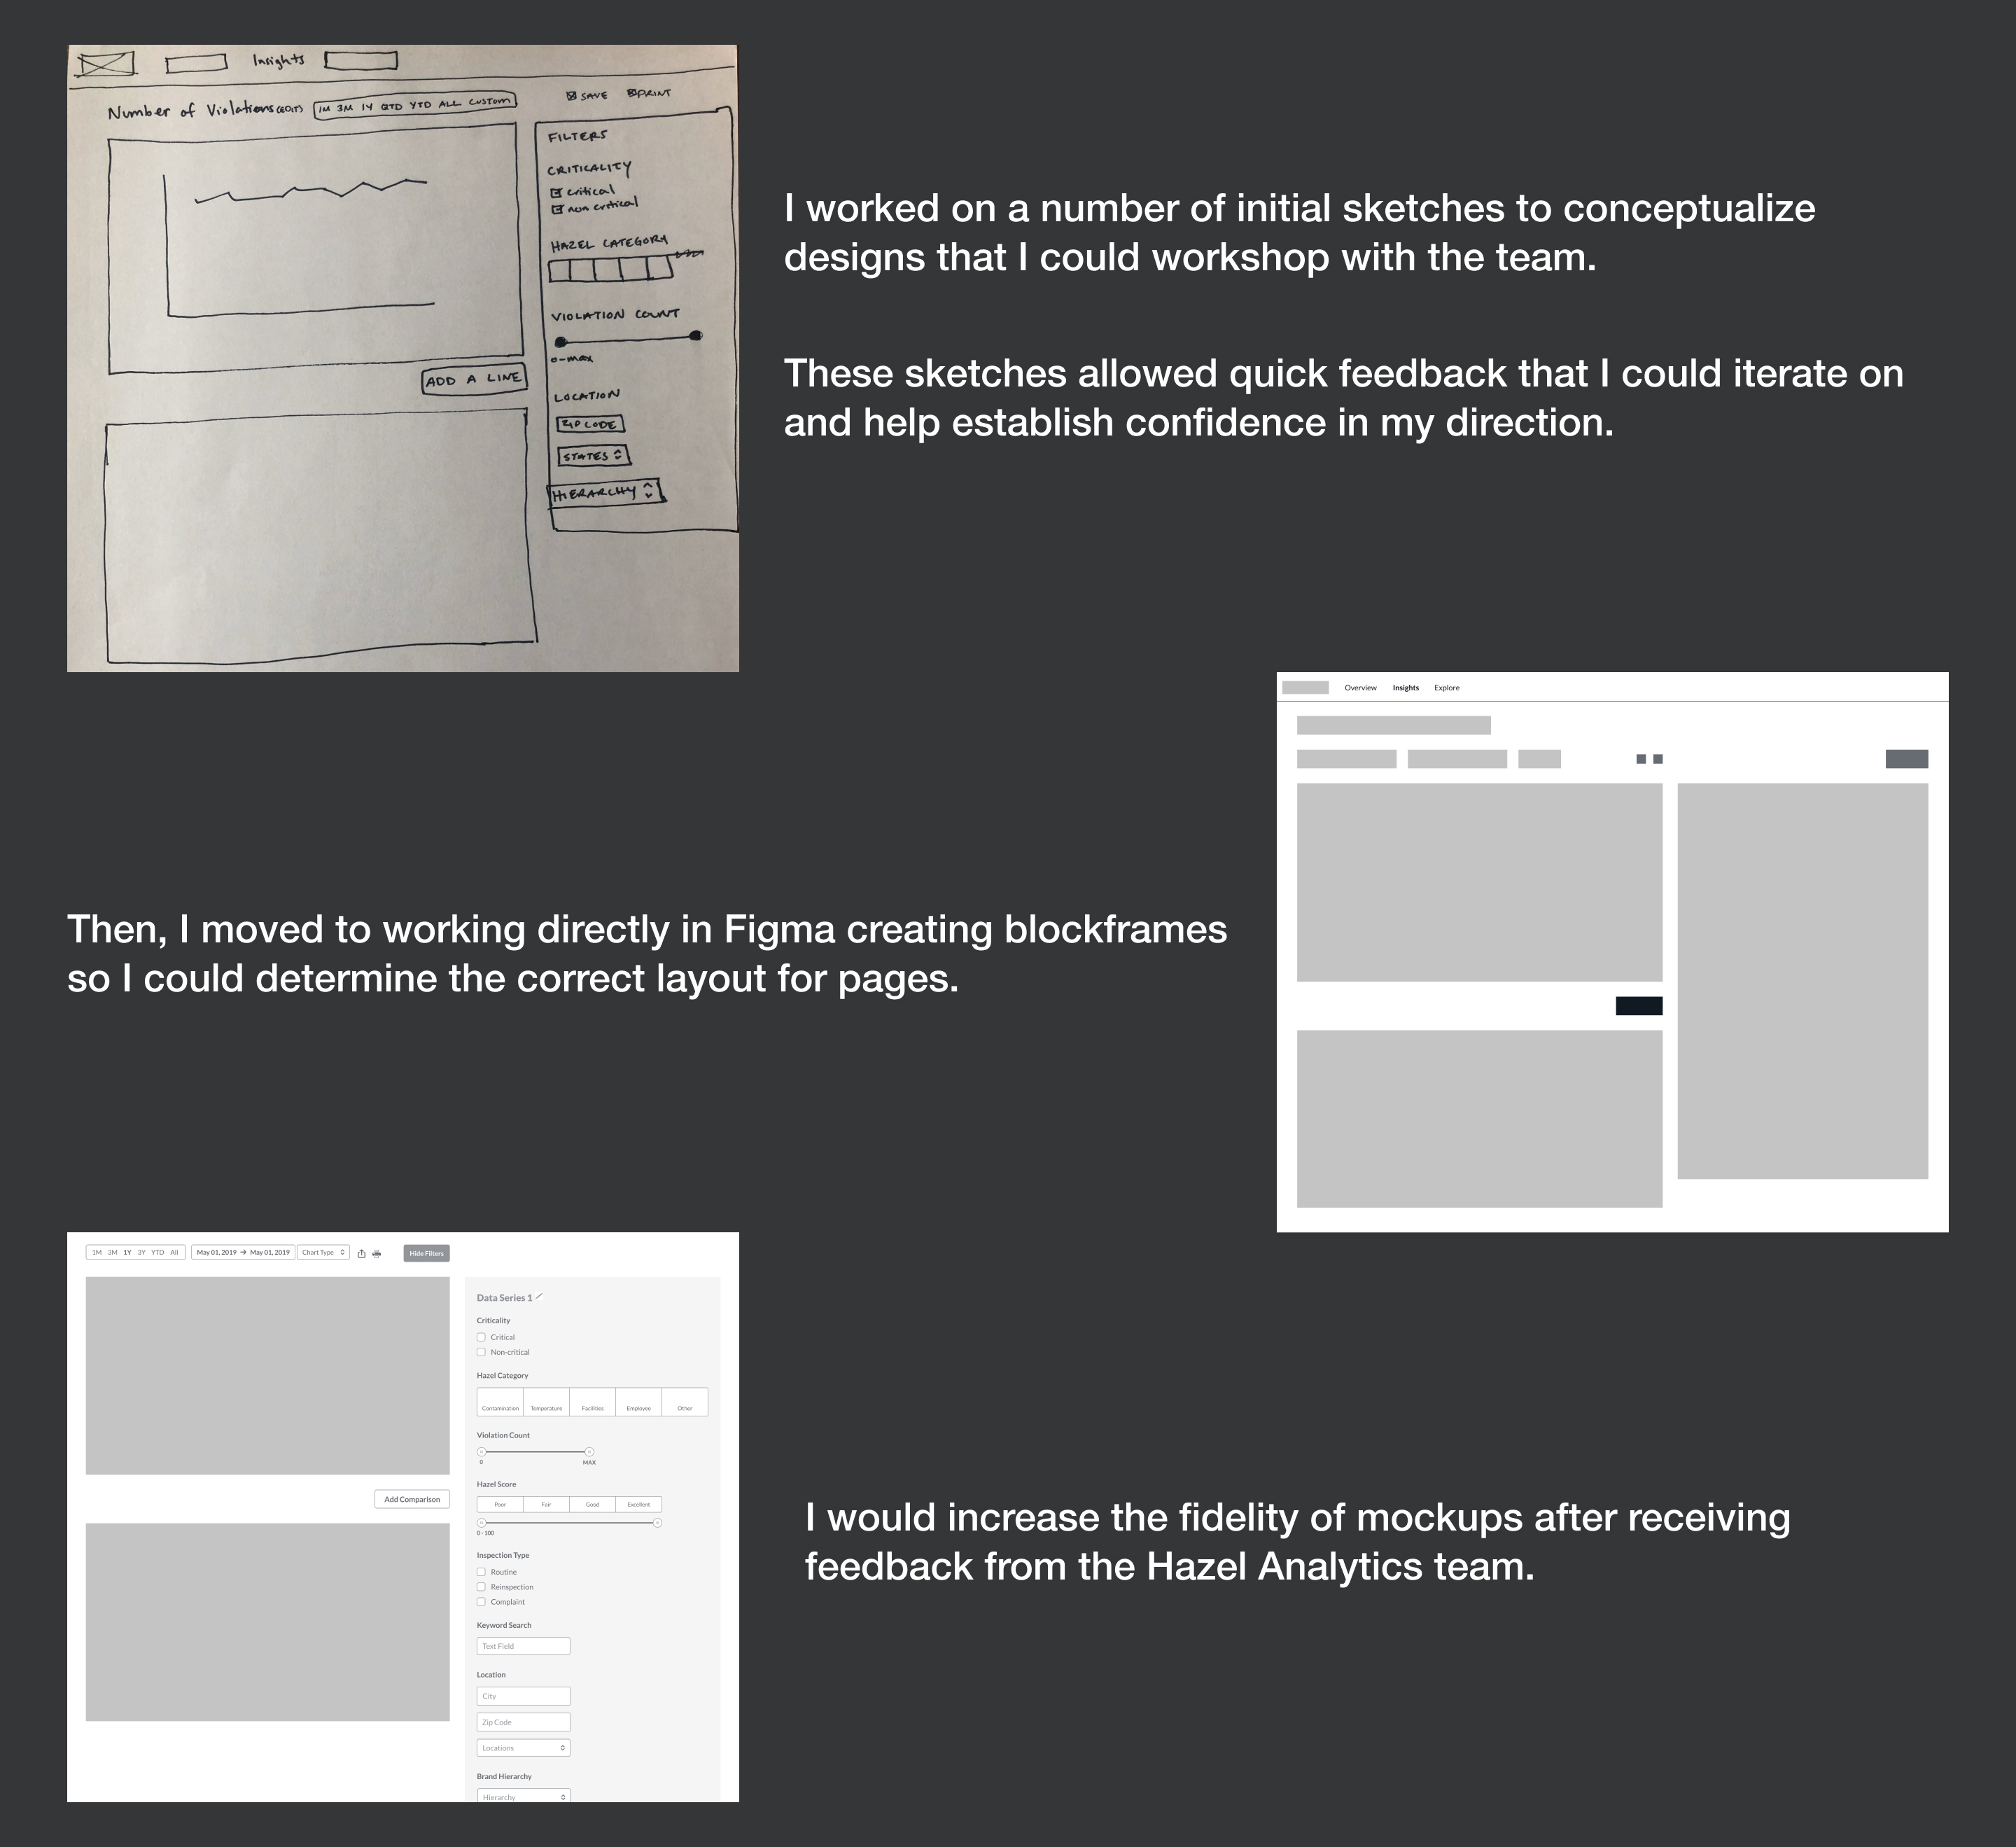 Insights
Number of Violations (EDIT) 1M 3M 1Y QTD YTD ALL CUSTOM
SAVE PRINT
FILTERS
CRITICALITY
critical
non critical
HAZEL CATEGORY
VIOLATION COUNT
0-max
ADD A LINE
LOCATION
ZIP CODE
STATES
HIERARCHY
I worked on a number of initial sketches to conceptualize
designs that I could workshop with the team.
These sketches allowed quick feedback that I could iterate on
and help establish confidence in my direction.
Overview Insights Explore
Then, I moved to working directly in Figma creating blockframes
so I could determine the correct layout for pages.
1M 3M 1Y 3Y YTD All May 01, 2019 → May 01, 2019 Chart Type Hide Filters
Data Series 1
Criticality
Critical
Non-critical
Hazel Category
Contamination Temperature Facilities Employee Other
Violation Count
0 MAX
Add Comparison
Hazel Score
Poor Fair Good Excellent
0 - 100
Inspection Type
Routine
Reinspection
Complaint
Keyword Search
Text Field
Location
City
Zip Code
Locations
Brand Hierarchy
Hierarchy
I would increase the fidelity of mockups after receiving
feedback from the Hazel Analytics team.